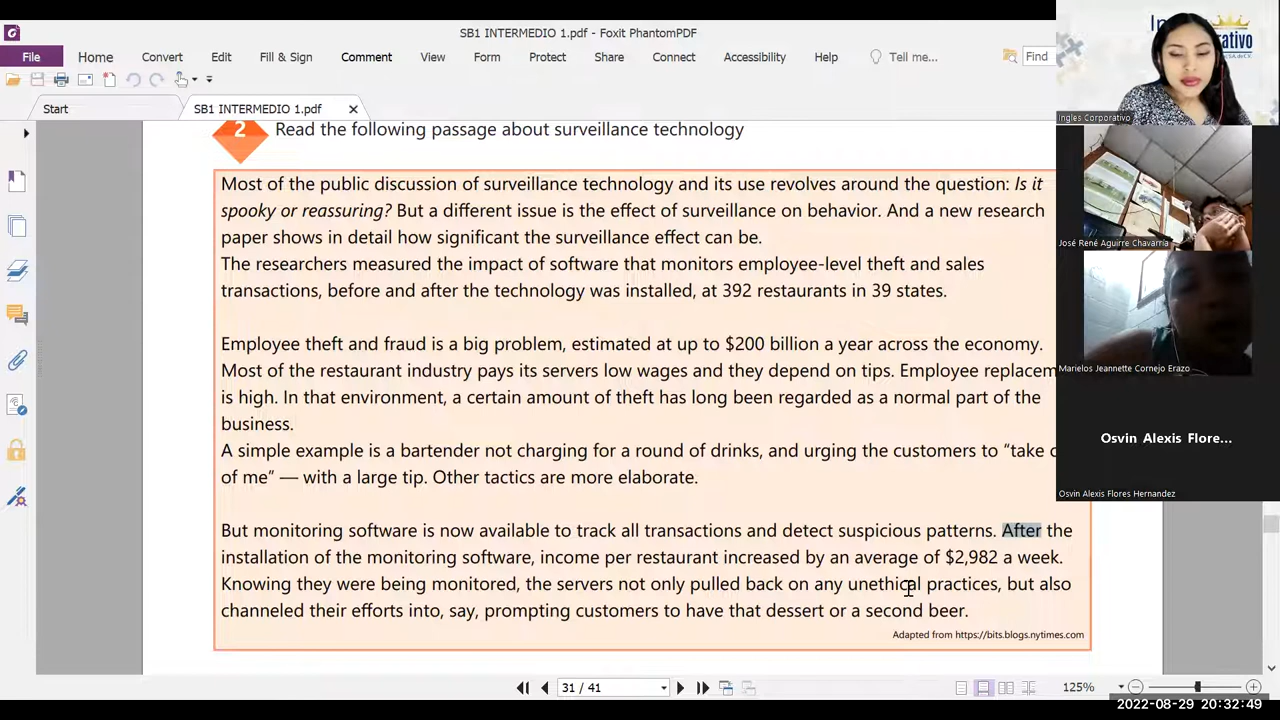 SB1 INTERMEDIO 1.pdf - Foxit PhantomPDF
File Home Convert Edit Fill & Sign Comment View Form Protect Share Connect Accessibility Help Tell me... Find
Start SB1 INTERMEDIO 1.pdf
2 Read the following passage about surveillance technology
Most of the public discussion of surveillance technology and its use revolves around the question: Is it
spooky or reassuring? But a different issue is the effect of surveillance on behavior. And a new research
paper shows in detail how significant the surveillance effect can be.
The researchers measured the impact of software that monitors employee-level theft and sales
transactions, before and after the technology was installed, at 392 restaurants in 39 states.
Employee theft and fraud is a big problem, estimated at up to $200 billion a year across the economy.
Most of the restaurant industry pays its servers low wages and they depend on tips. Employee replacem
is high. In that environment, a certain amount of theft has long been regarded as a normal part of the
business.
A simple example is a bartender not charging for a round of drinks, and urging the customers to “take c
of me” — with a large tip. Other tactics are more elaborate.
But monitoring software is now available to track all transactions and detect suspicious patterns. After the
installation of the monitoring software, income per restaurant increased by an average of $2,982 a week.
Knowing they were being monitored, the servers not only pulled back on any unethical practices, but also
channeled their efforts into, say, prompting customers to have that dessert or a second beer.
Adapted from https://bits.blogs.nytimes.com
31 / 41
125%
Ingles Corporativo
José René Aguirre Chavarría
Marielos Jeannette Cornejo Erazo
Osvin Alexis Flore...
Osvin Alexis Flores Hernandez
2022-08-29 20:32:49